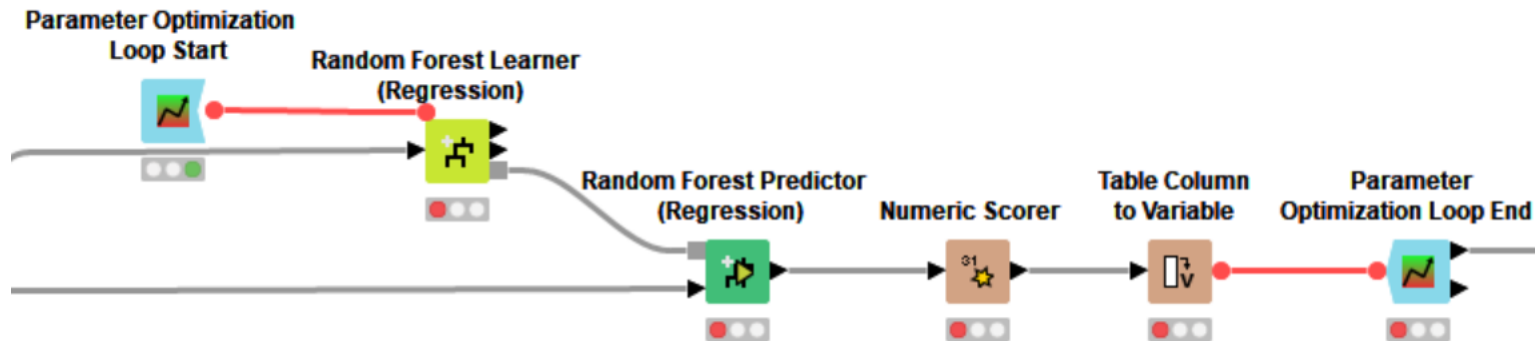 Parameter Optimization
Loop Start
Random Forest Learner
(Regression)
Random Forest Predictor
(Regression)
Numeric Scorer
31
Table Column
to Variable
V
Parameter
Optimization Loop End